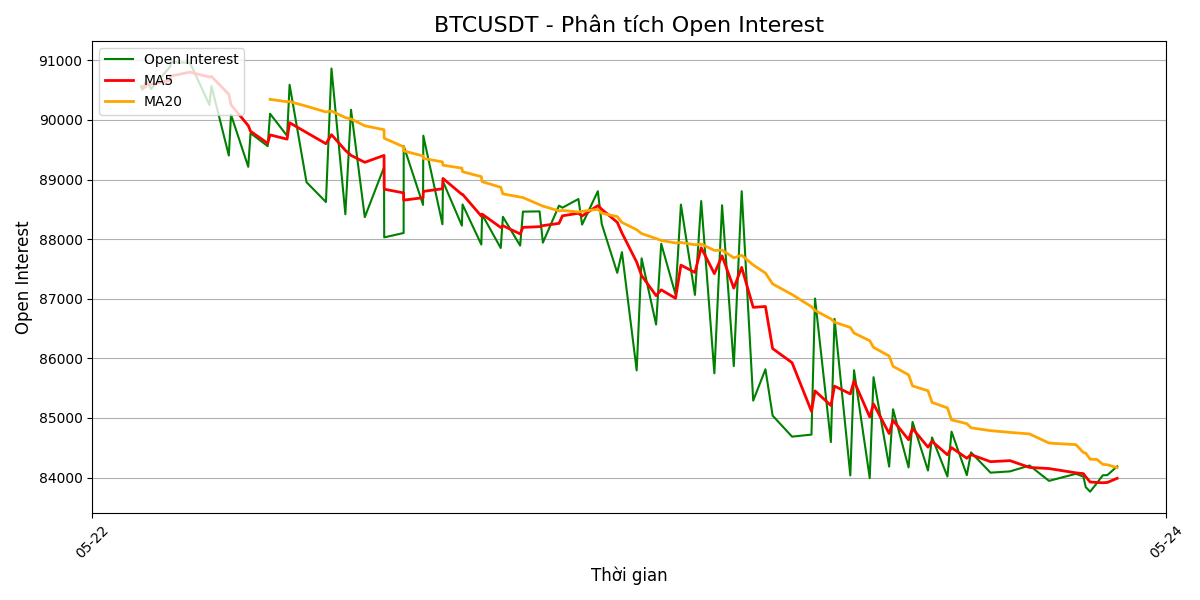 BTCUSDT - Phân tích Open Interest
Open Interest
MA5
MA20
91000
90000
89000
88000
87000
86000
85000
84000
Open Interest
05-22
05-24
Thời gian